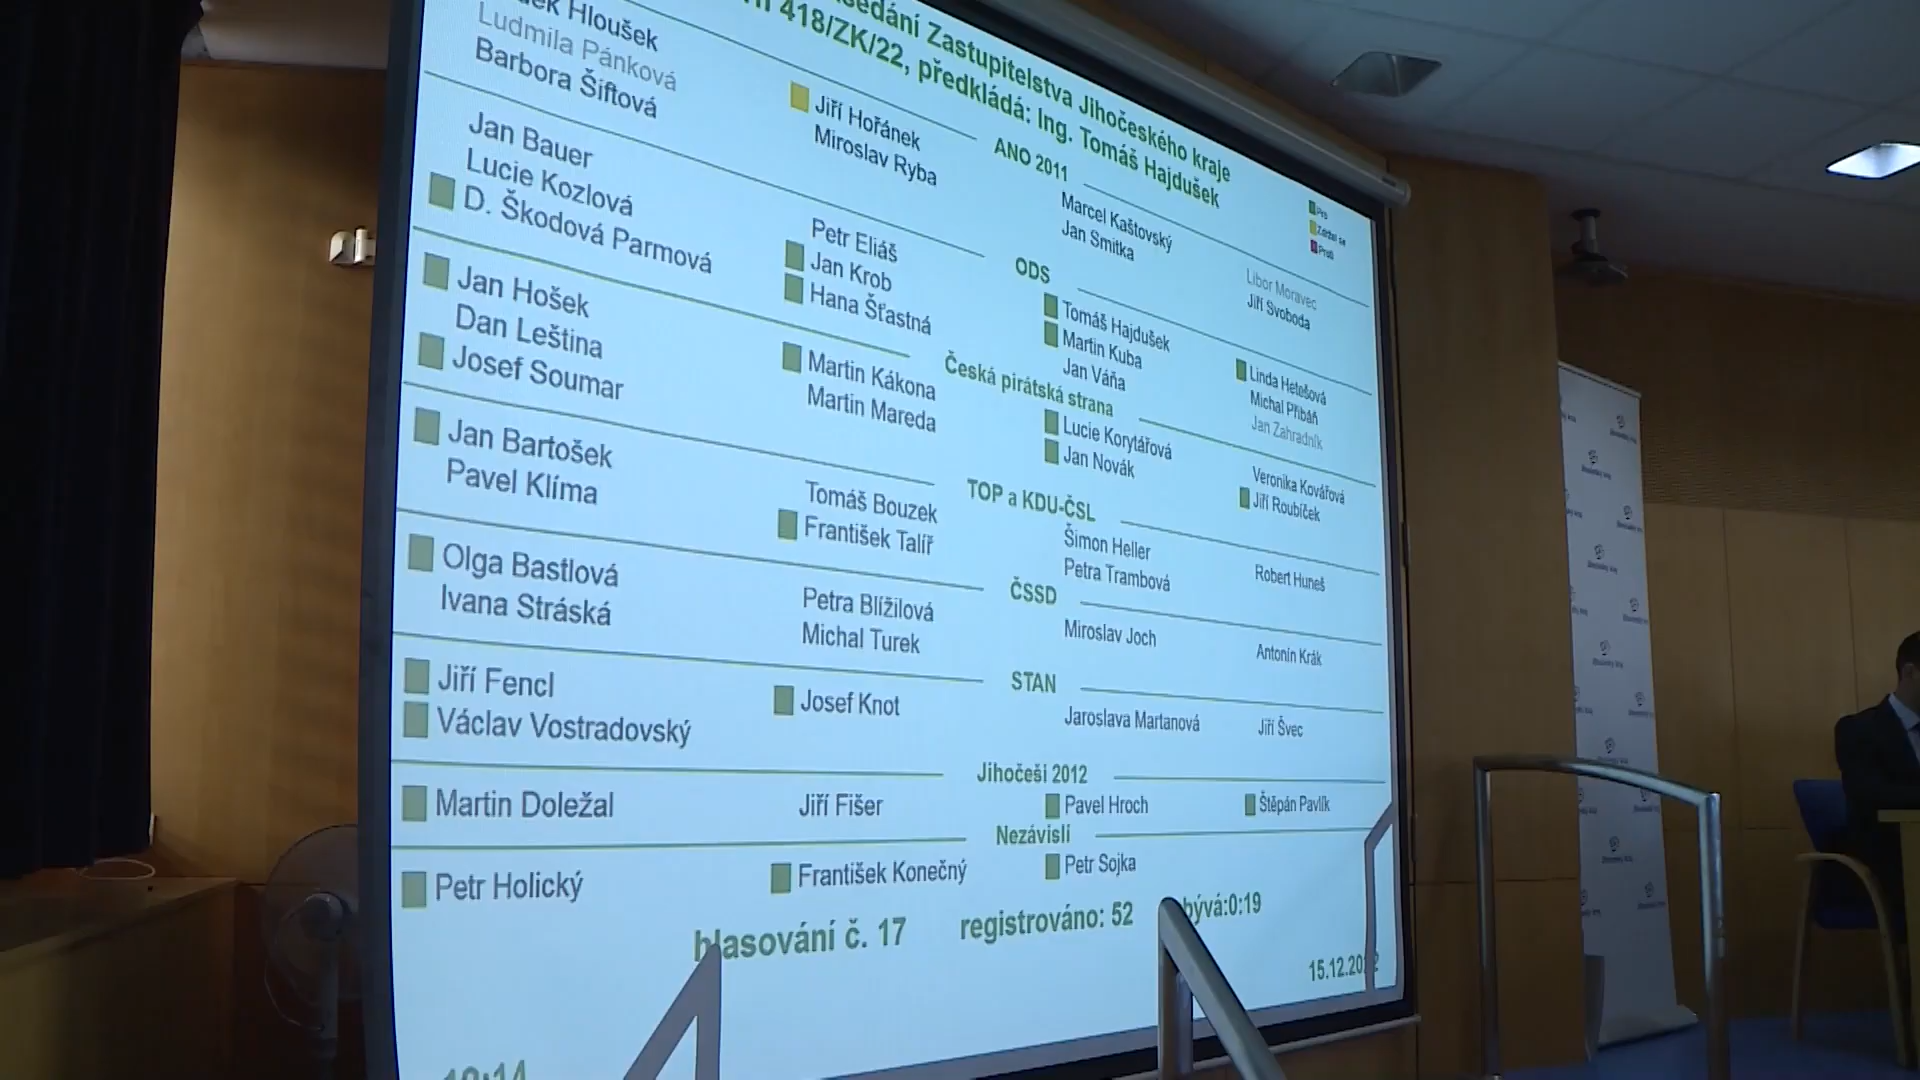 sedání Zastupitelstva Jihočeského kraje
418/ZK/22, předkládá: Ing. Tomáš Hajdušek
Pro
Zdržel se
Proti
ANO 2011
Hloušek
Ludmila Pánková
Barbora Šiftová
Jiří Hořánek
Miroslav Ryba
Marcel Kaštovský
Jan Smitka
Libor Moravec
Jiří Svoboda
ODS
Jan Bauer
Lucie Kozlová
D. Škodová Parmová
Petr Eliáš
Jan Krob
Hana Šťastná
Tomáš Hajdušek
Martin Kuba
Jan Váňa
Linda Hetešová
Michal Přibáň
Jan Zahradník
Česká pirátská strana
Jan Hošek
Dan Leština
Josef Soumar
Martin Kákona
Martin Mareda
Lucie Korytářová
Jan Novák
Veronika Kovářová
Jiří Roubíček
TOP a KDU-ČSL
Jan Bartošek
Pavel Klíma
Tomáš Bouzek
František Talíř
Šimon Heller
Petra Trambová
Robert Huneš
ČSSD
Olga Bastlová
Ivana Stráská
Petra Blížilová
Michal Turek
Miroslav Joch
Antonín Krák
STAN
Jiří Fencl
Václav Vostradovský
Josef Knot
Jaroslava Martanová
Jiří Švec
Jihočeši 2012
Martin Doležal
Jiří Fišer
Pavel Hroch
Štěpán Pavlík
Nezávislí
Petr Holický
František Konečný
Petr Sojka
hlasování č. 17
registrováno: 52
bývá:0:19
15.12.2022